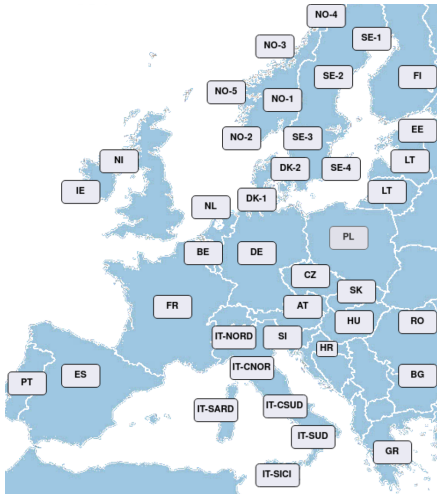 NO-4
SE-1
NO-3
SE-2
FI
NO-5
NO-1
EE
NO-2
SE-3
LT
NI
DK-2
SE-4
IE
LT
DK-1
NL
PL
BE
DE
CZ
SK
FR
AT
HU
RO
IT-NORD
SI
HR
IT-CNOR
ES
BG
PT
IT-SARD
IT-CSUD
IT-SUD
GR
IT-SICI